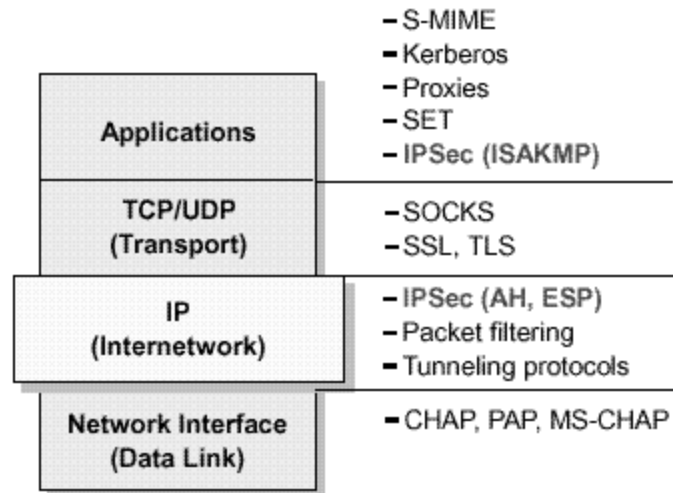 – S-MIME
– Kerberos
– Proxies
– SET
– IPSec (ISAKMP)
Applications
TCP/UDP
(Transport)
– SOCKS
– SSL, TLS
IP
(Internetwork)
– IPSec (AH, ESP)
– Packet filtering
– Tunneling protocols
Network Interface
(Data Link)
– CHAP, PAP, MS-CHAP